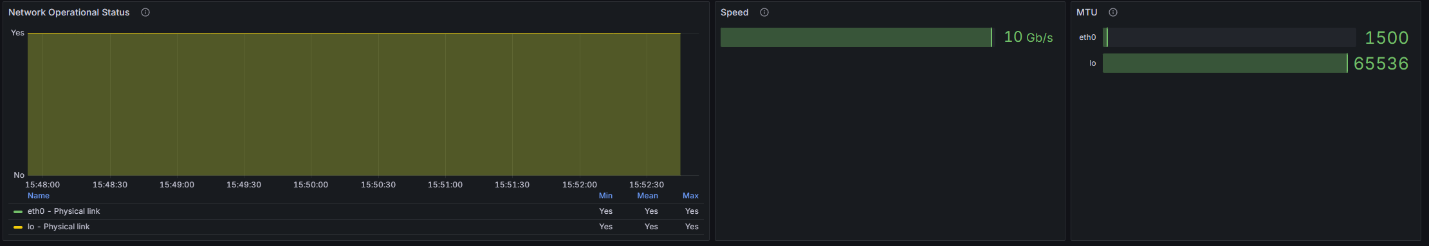 Network Operational Status
Yes
No
15:48:00 15:48:30 15:49:00 15:49:30 15:50:00 15:50:30 15:51:00 15:51:30 15:52:00 15:52:30
Name Min Mean Max
eth0 - Physical link Yes Yes Yes
lo - Physical link Yes Yes Yes
Speed
10 Gb/s
MTU
eth0 1500
lo 65536